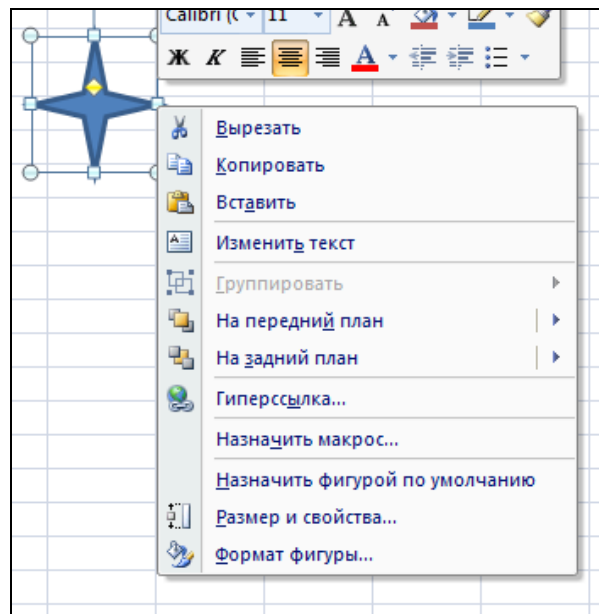 Calibri (С 11 А А
Ж К А
Вырезать
Копировать
Вставить
Изменить текст
Группировать
На передний план
На задний план
Гиперссылка...
Назначить макрос...
Назначить фигурой по умолчанию
Размер и свойства...
Формат фигуры...